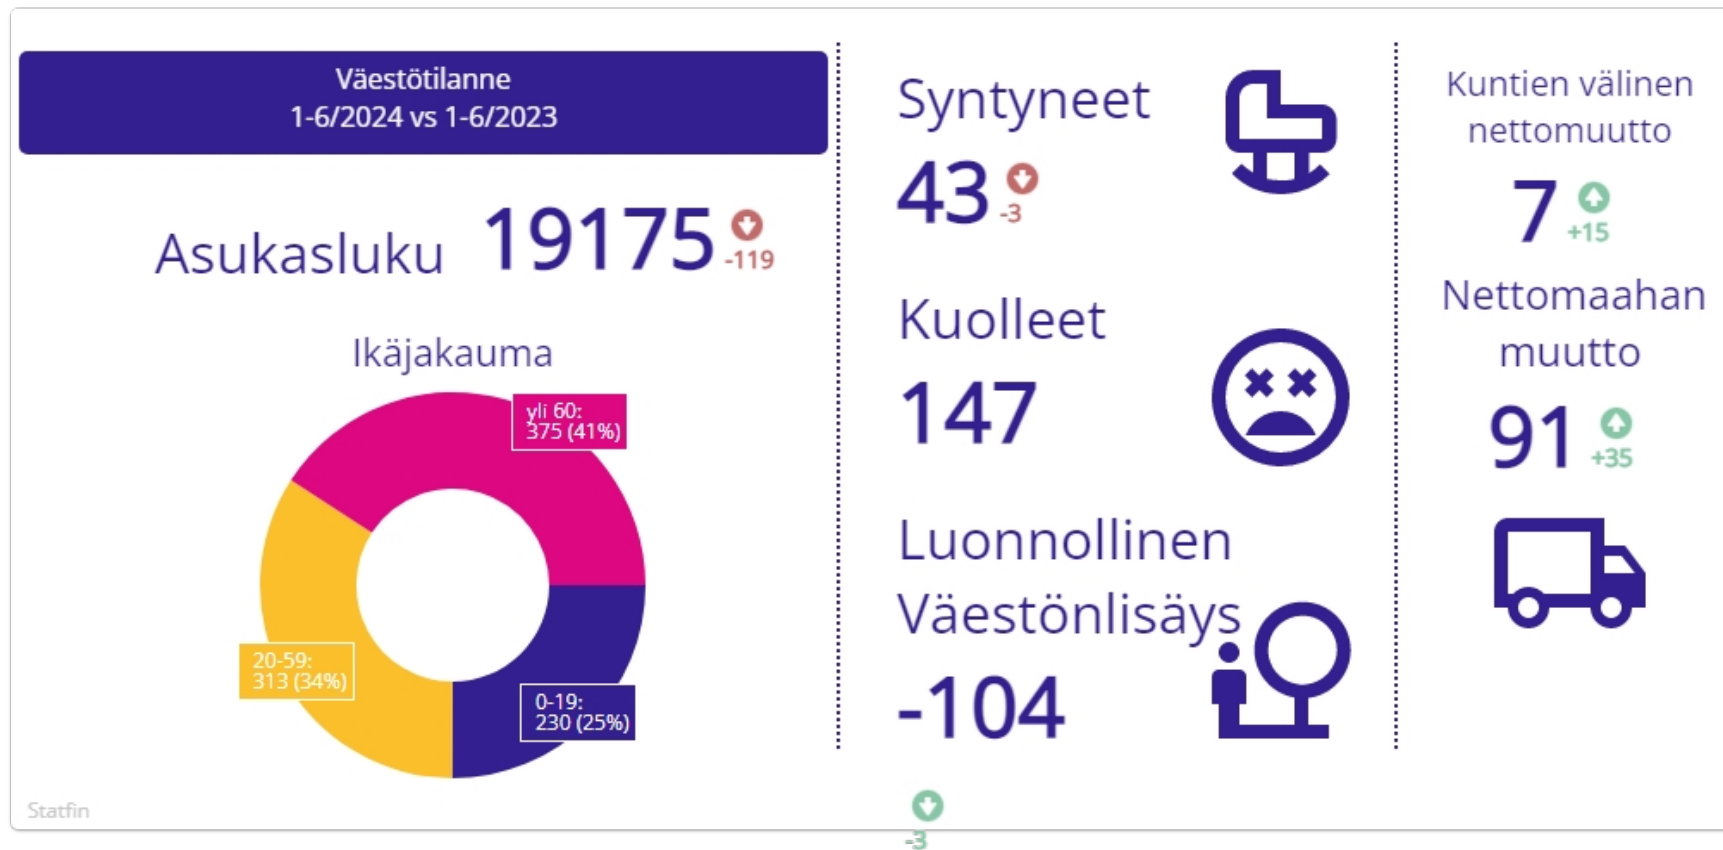 Väestötilanne
1-6/2024 vs 1-6/2023
Asukasluku 19175 -119
Ikäjakauma
yli 60:
375 (41%)
20-59:
313 (34%)
0-19:
230 (25%)
Statfin
Syntyneet
43 -3
Kuolleet
147
Luonnollinen
Väestönlisäys
-104
-3
Kuntien välinen
nettomuutto
7 +15
Nettomaahan
muutto
91 +35